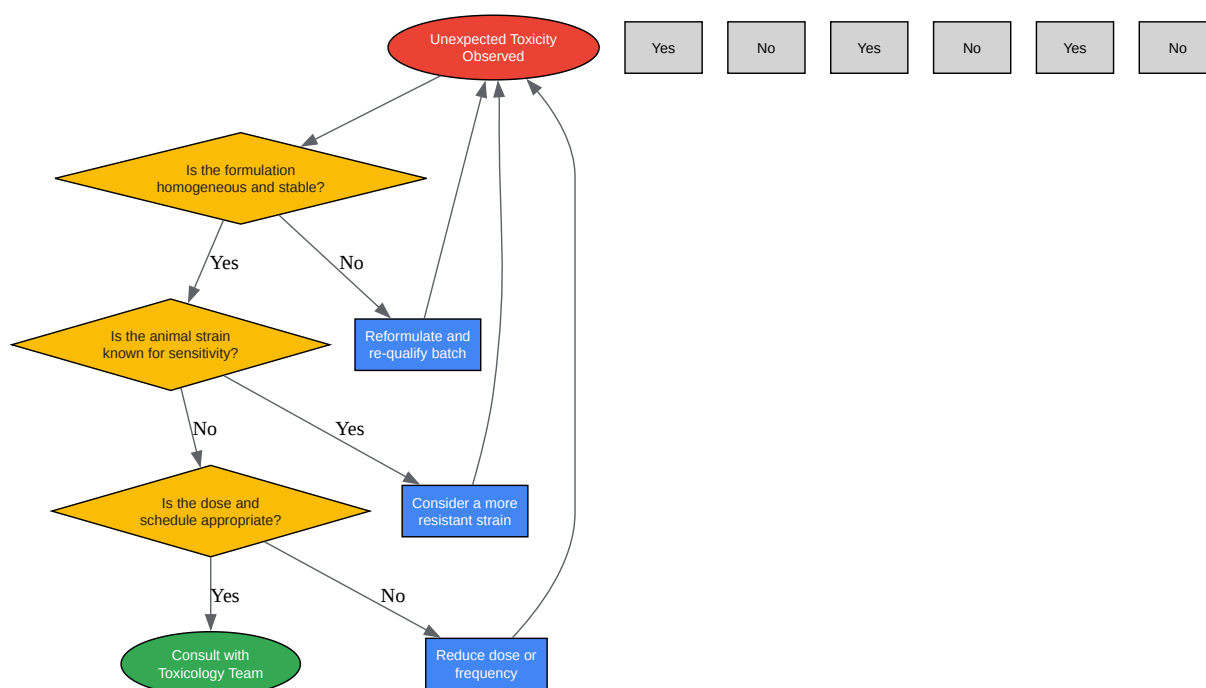 Unexpected Toxicity
Observed
Yes
No
Yes
No
Yes
No
Is the formulation
homogeneous and stable?
Yes
No
Is the animal strain
known for sensitivity?
Reformulate and
re-qualify batch
No
Yes
Is the dose and
schedule appropriate?
Consider a more
resistant strain
Yes
No
Consult with
Toxicology Team
Reduce dose or
frequency